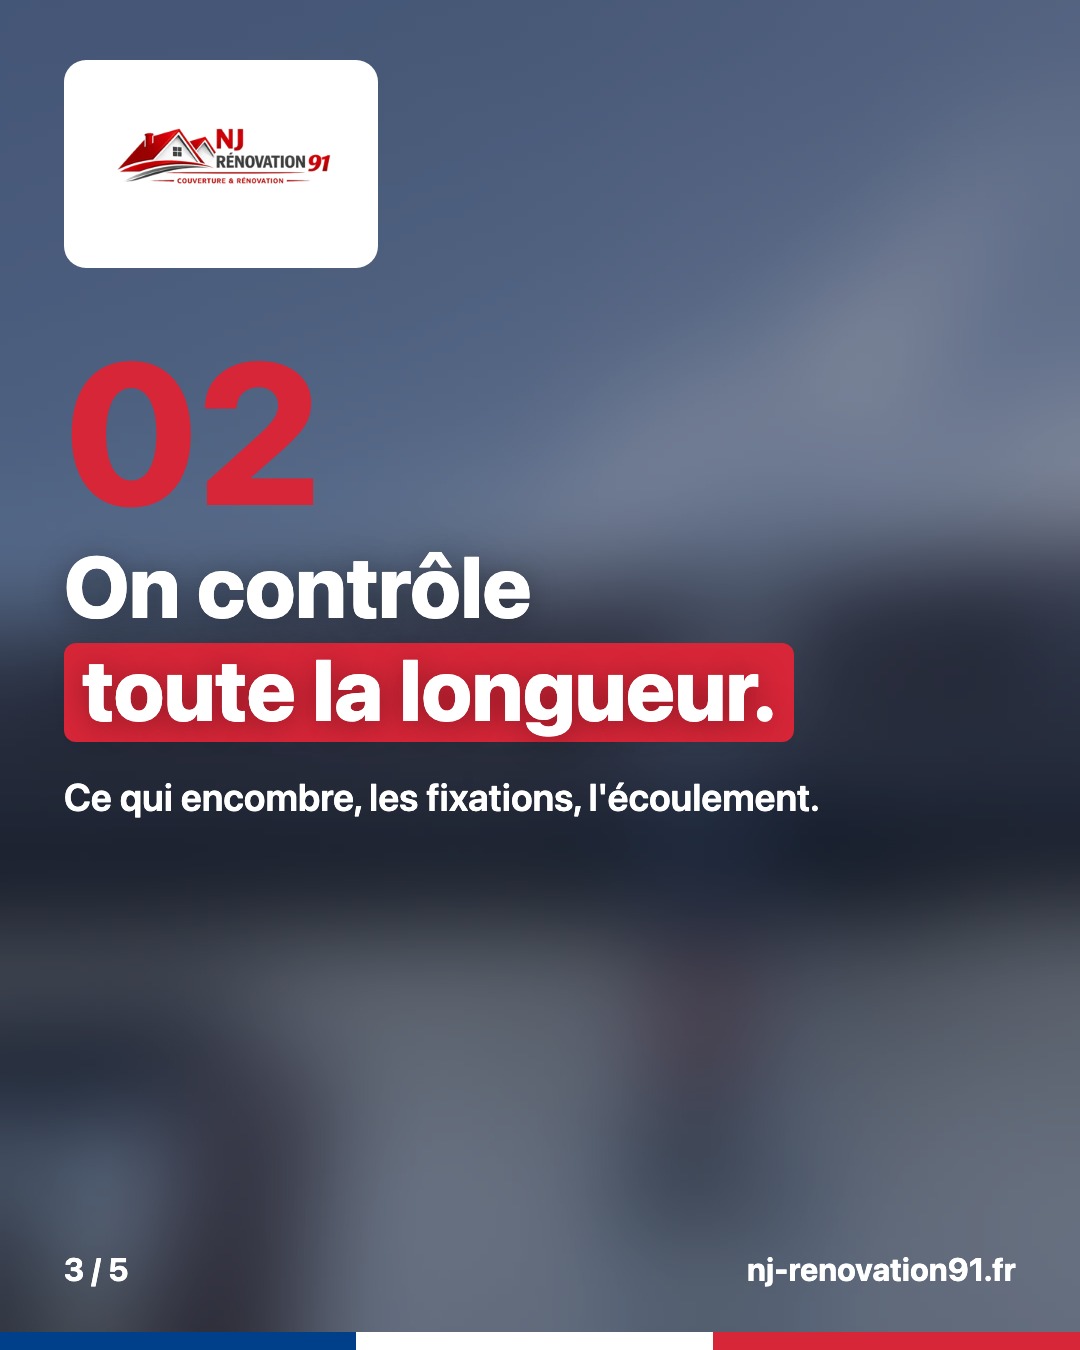 NJ
RÉNOVATION 91
COUVERTURE & RÉNOVATION
02
On contrôle
toute la longueur.
Ce qui encombre, les fixations, l'écoulement.
3 / 5
nj-renovation91.fr